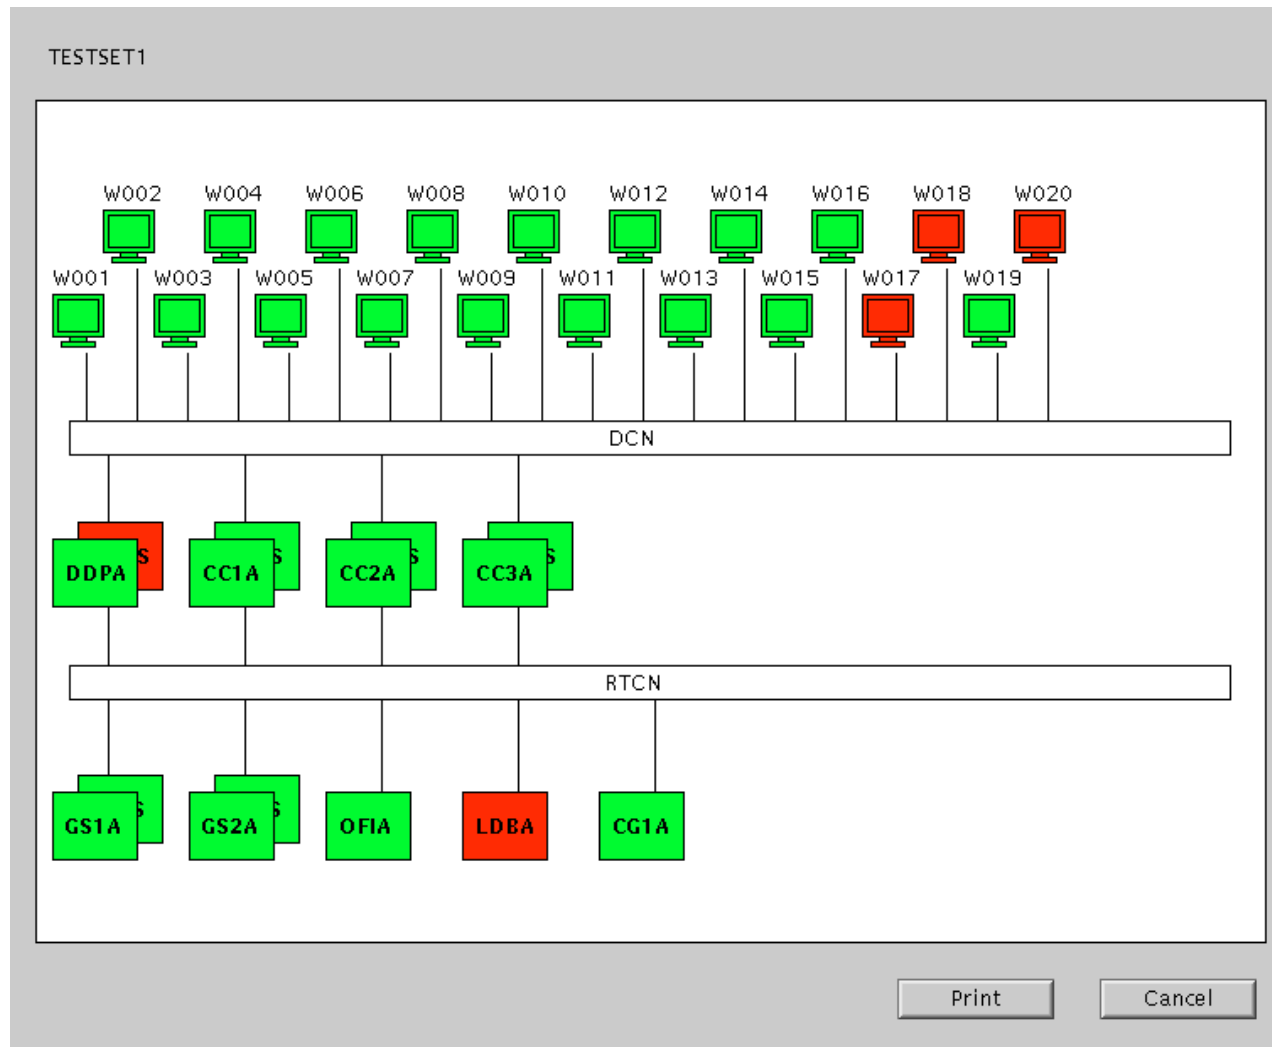 TESTSET1
W002 W004 W006 W008 W010 W012 W014 W016 W018 W020
W001 W003 W005 W007 W009 W011 W013 W015 W017 W019
DCN
S S S S
DDPA CC1A CC2A CC3A
RTCN
GS1A GS2A OFIA LDBA CG1A
Print Cancel